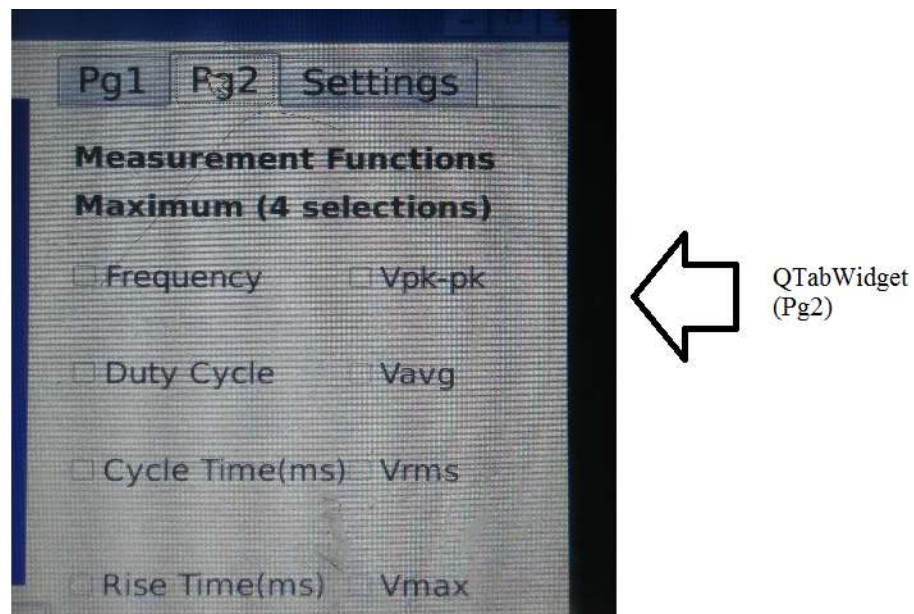 Pg1 Pg2 Settings
Measurement Functions
Maximum (4 selections)
Frequency Vpk-pk
Duty Cycle Vavg
Cycle Time(ms) Vrms
Rise Time(ms) Vmax
QTabWidget
(Pg2)